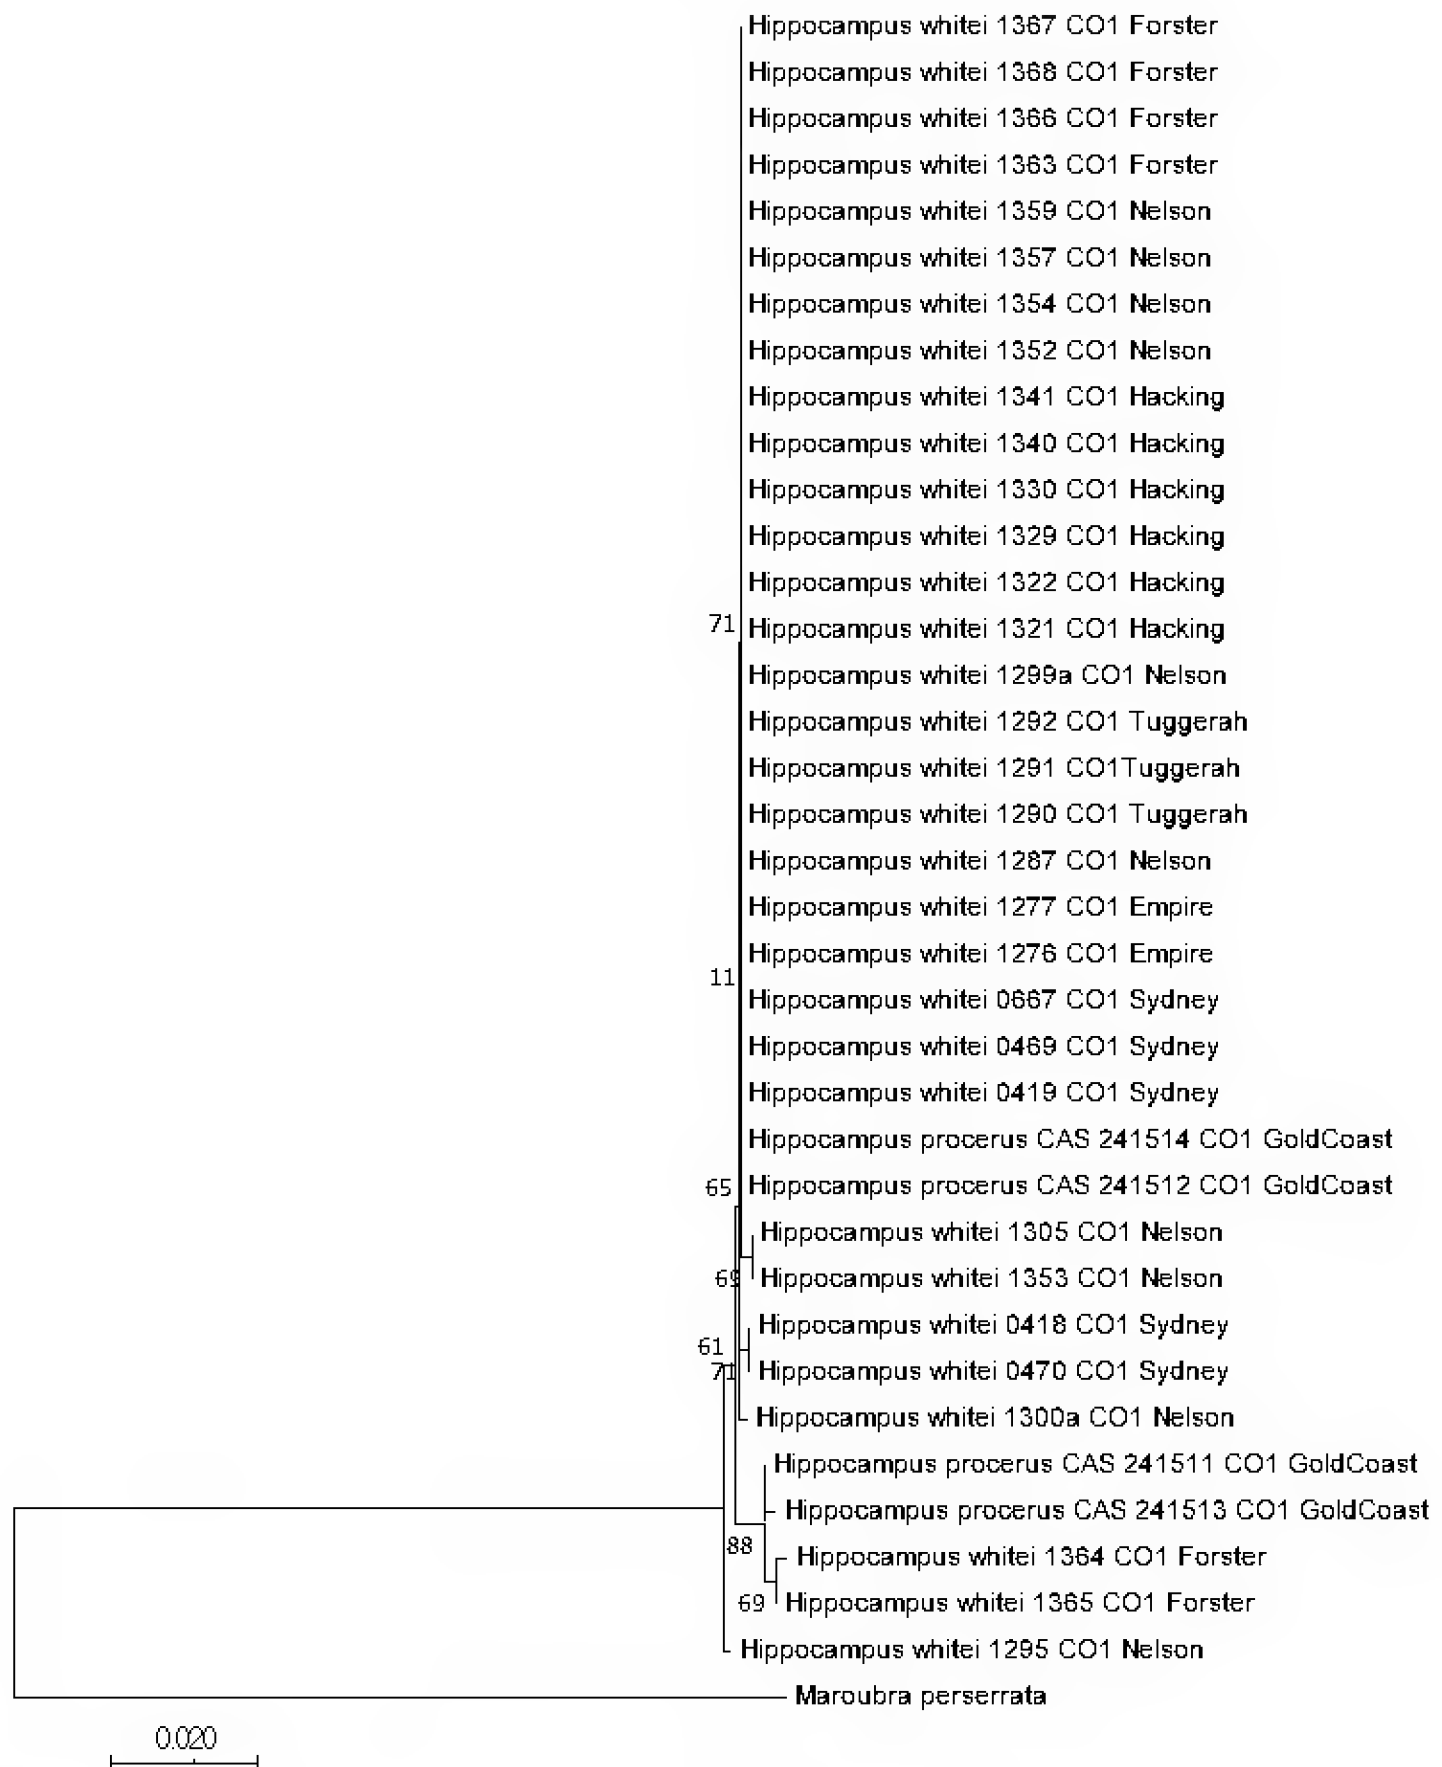 Hippocampus whitei 1367 CO1 Forster
Hippocampus whitei 1368 CO1 Forster
Hippocampus whitei 1366 CO1 Forster
Hippocampus whitei 1363 CO1 Forster
Hippocampus whitei 1359 CO1 Nelson
Hippocampus whitei 1357 CO1 Nelson
Hippocampus whitei 1354 CO1 Nelson
Hippocampus whitei 1352 CO1 Nelson
Hippocampus whitei 1341 CO1 Hacking
Hippocampus whitei 1340 CO1 Hacking
Hippocampus whitei 1330 CO1 Hacking
Hippocampus whitei 1329 CO1 Hacking
Hippocampus whitei 1322 CO1 Hacking
71 Hippocampus whitei 1321 CO1 Hacking
Hippocampus whitei 1299a CO1 Nelson
Hippocampus whitei 1292 CO1 Tuggerah
Hippocampus whitei 1291 CO1Tuggerah
Hippocampus whitei 1290 CO1 Tuggerah
Hippocampus whitei 1287 CO1 Nelson
Hippocampus whitei 1277 CO1 Empire
Hippocampus whitei 1276 CO1 Empire
11
Hippocampus whitei 0667 CO1 Sydney
Hippocampus whitei 0469 CO1 Sydney
Hippocampus whitei 0419 CO1 Sydney
Hippocampus procerus CAS 241514 CO1 GoldCoast
65 Hippocampus procerus CAS 241512 CO1 GoldCoast
Hippocampus whitei 1305 CO1 Nelson
69 Hippocampus whitei 1353 CO1 Nelson
Hippocampus whitei 0418 CO1 Sydney
61
71 Hippocampus whitei 0470 CO1 Sydney
Hippocampus whitei 1300a CO1 Nelson
Hippocampus procerus CAS 241511 CO1 GoldCoast
Hippocampus procerus CAS 241513 CO1 GoldCoast
88
Hippocampus whitei 1364 CO1 Forster
69 Hippocampus whitei 1365 CO1 Forster
Hippocampus whitei 1295 CO1 Nelson
Maroubra perserrata
0.020